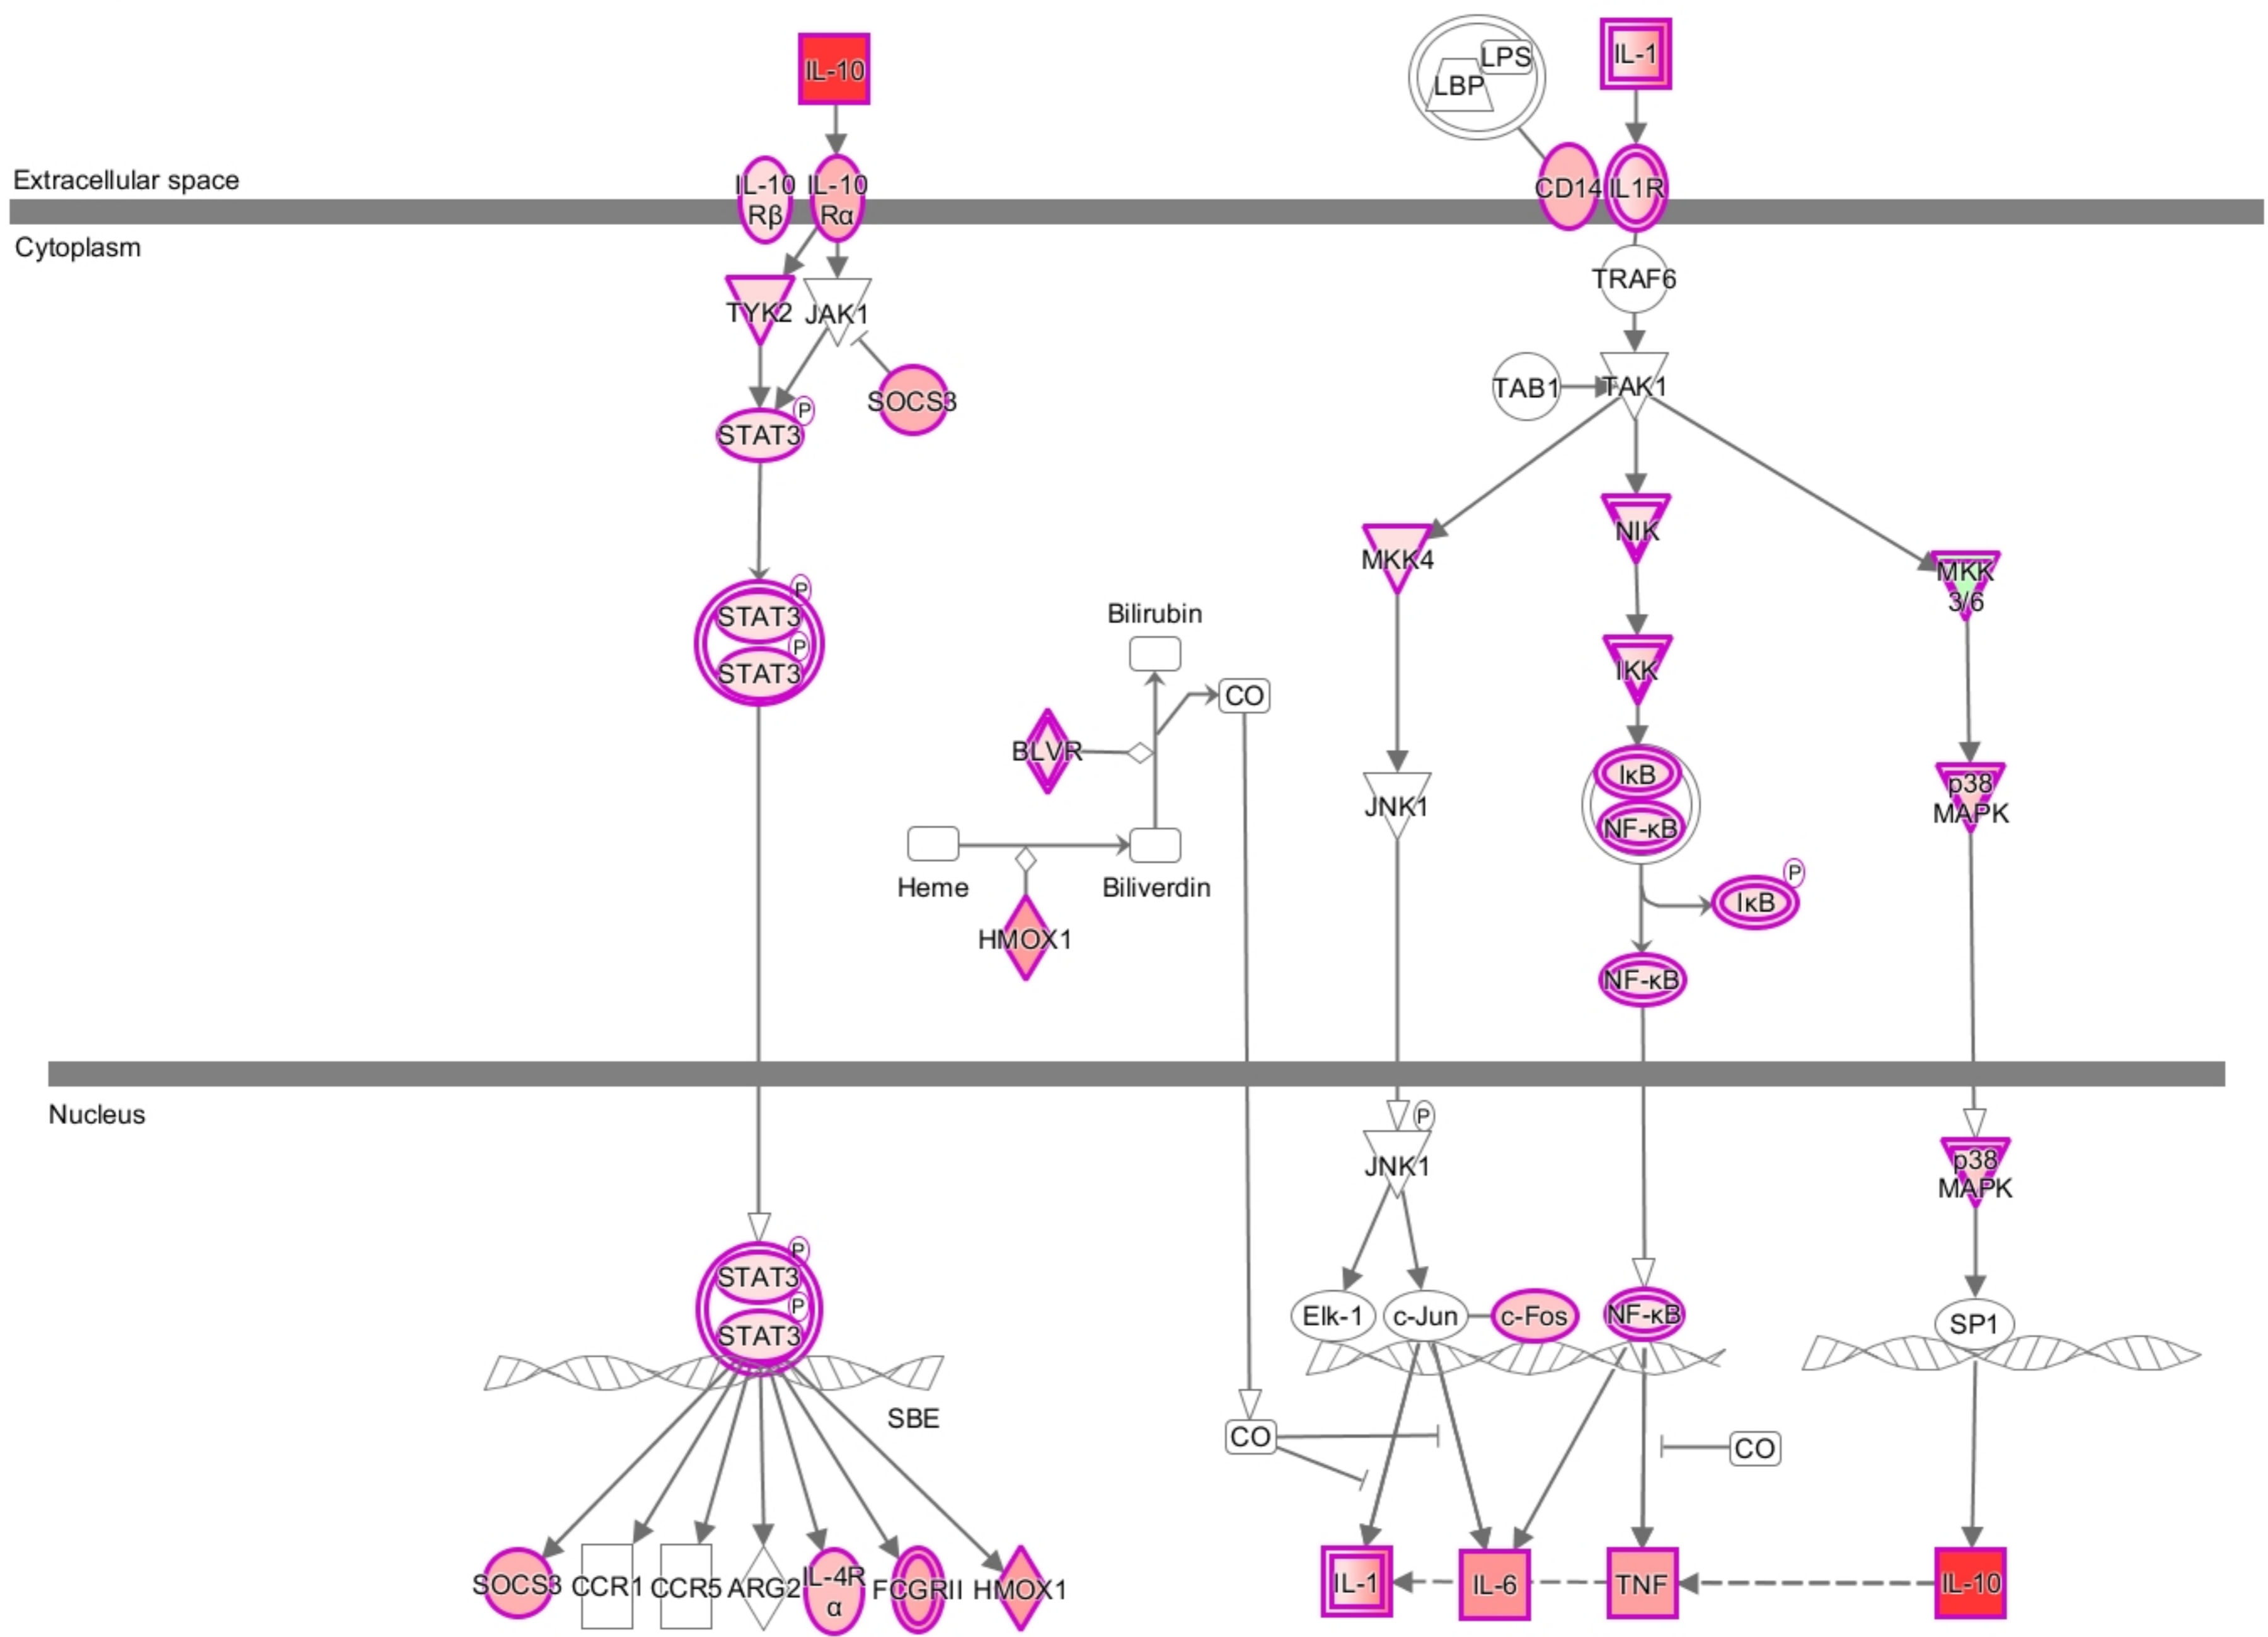 IL-10
LPS
LBP
IL-1
Extracellular space
IL-10
Rβ
IL-10
Rα
CD14
IL1R
Cytoplasm
TYK2
JAK1
TRAF6
SOCS3
TAB1
TAK1
P
STAT3
NIK
MKK4
MKK
3/6
P
STAT3
P
STAT3
Bilirubin
CO
IKK
BLVR
IκB
NF-κB
JNK1
p38
MAPK
Heme
Biliverdin
P
IκB
HMOX1
NF-κB
Nucleus
P
JNK1
p38
MAPK
P
STAT3
P
STAT3
Elk-1
c-Jun
c-Fos
NF-κB
SP1
SBE
CO
CO
SOCS3
CCR1
CCR5
ARG2
IL-4R
α
FCGRII
HMOX1
IL-1
IL-6
TNF
IL-10